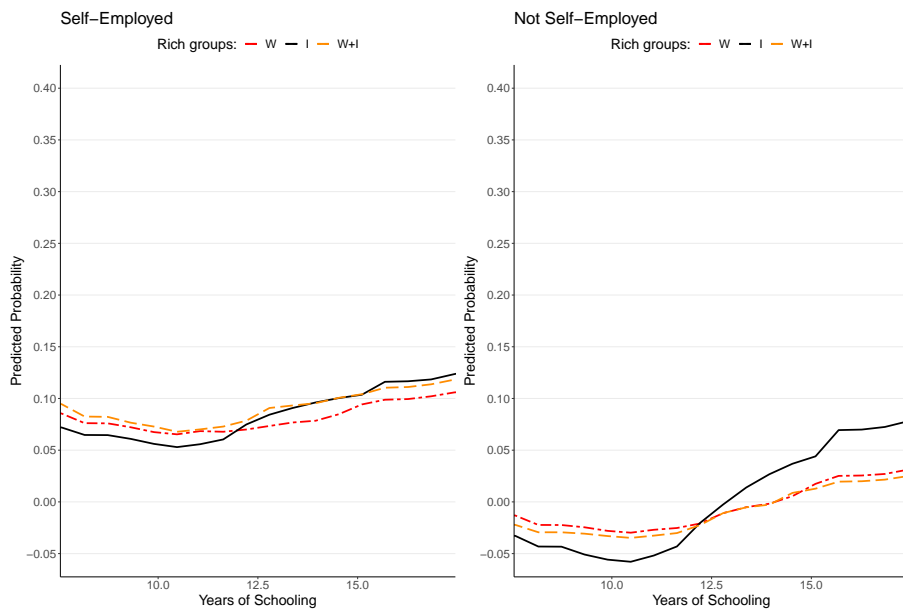 Self−Employed
Rich groups: W I W+I
0.40
0.35
0.30
0.25
0.20
0.15
0.10
0.05
0.00
−0.05
Predicted Probability
10.0 12.5 15.0
Years of Schooling
Not Self−Employed
Rich groups: W I W+I
0.40
0.35
0.30
0.25
0.20
0.15
0.10
0.05
0.00
−0.05
Predicted Probability
10.0 12.5 15.0
Years of Schooling